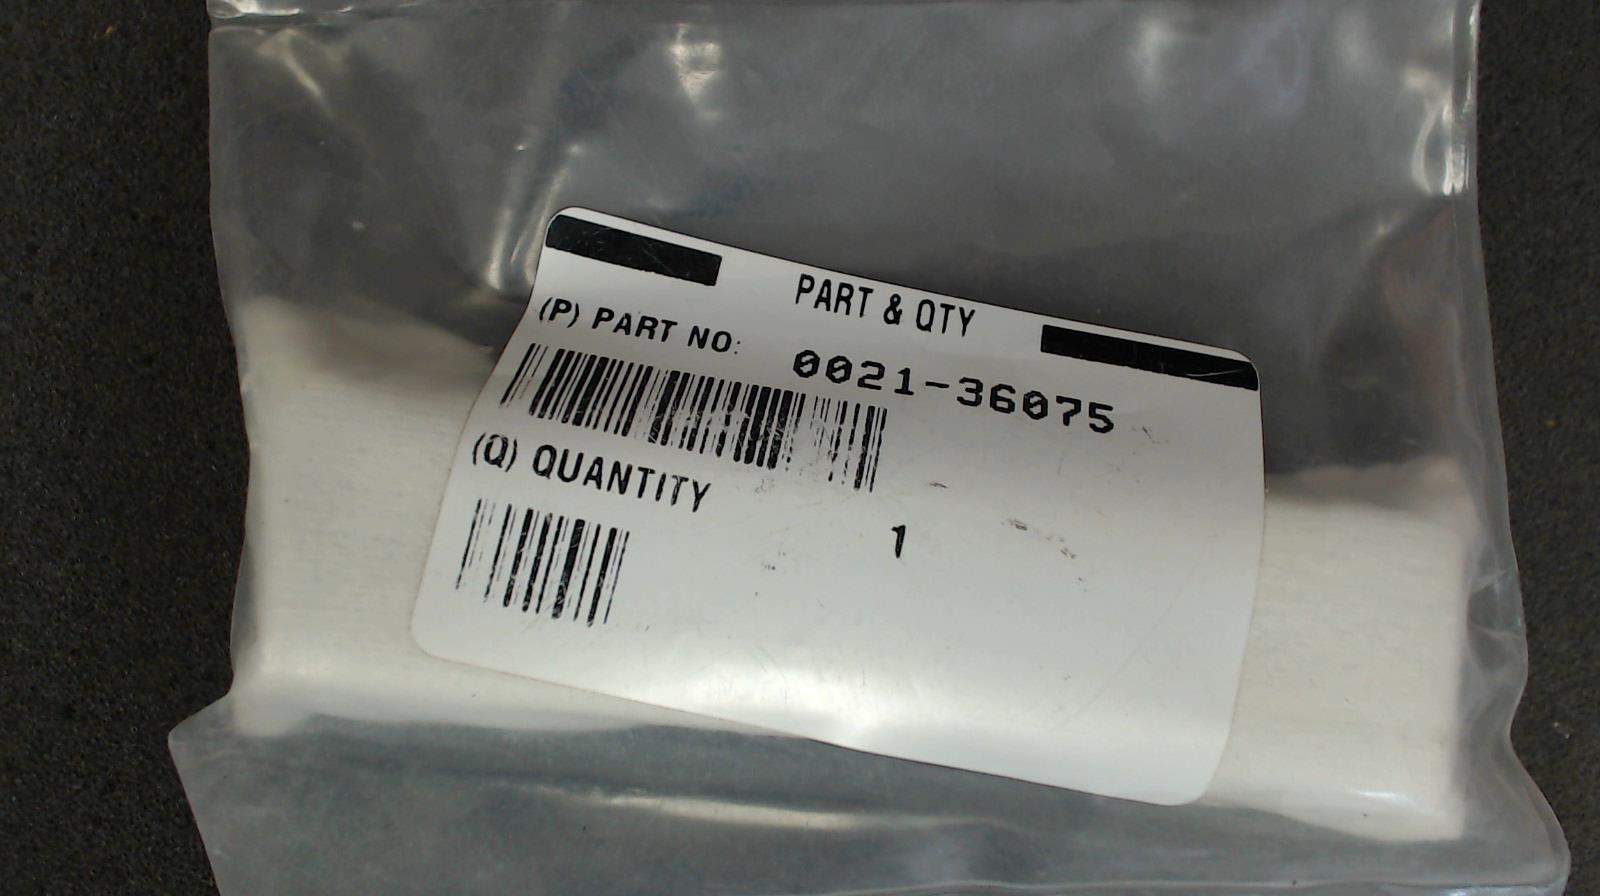 PART & QTY
(P) PART NO: 0021-36075
(Q) QUANTITY 1